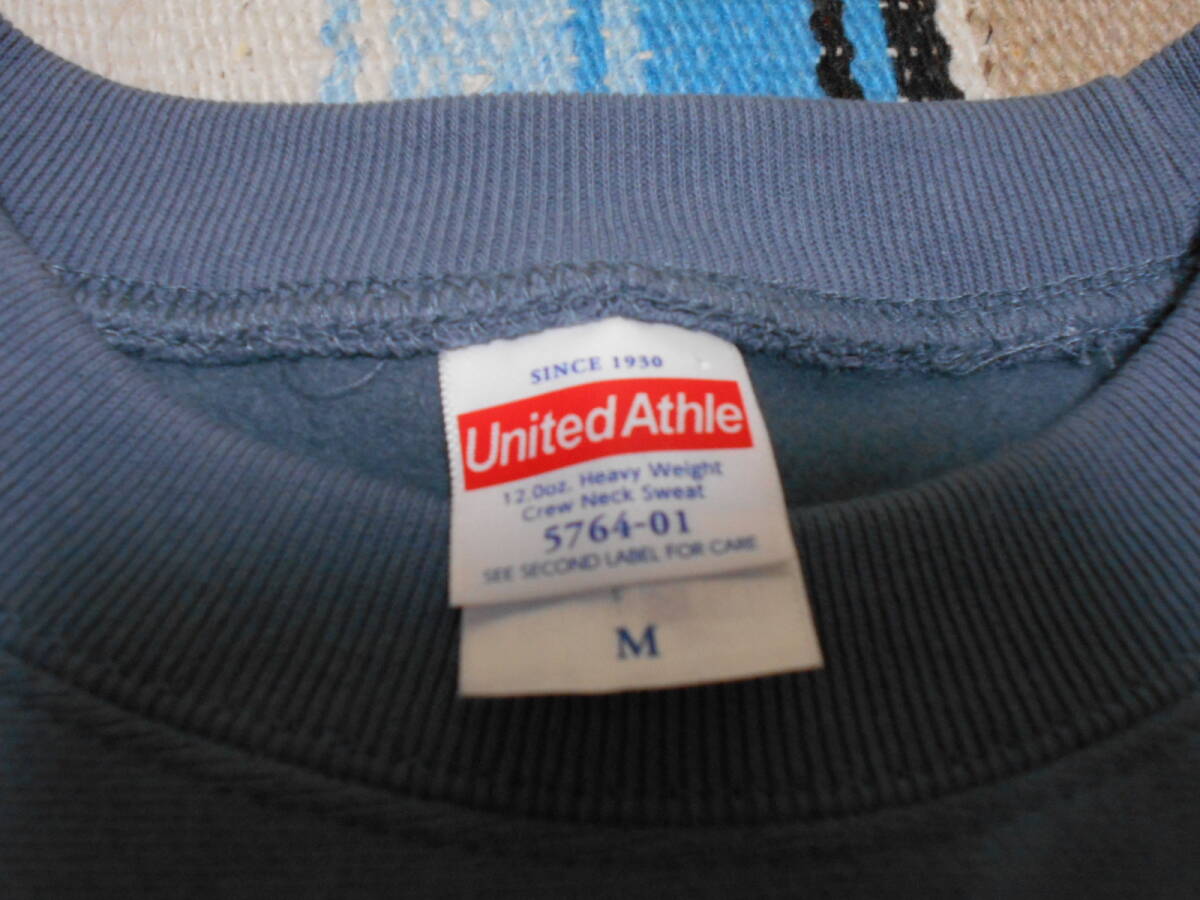 SINCE 1930
United Athle
12.0oz. Heavy Weight
Crew Neck Sweat
5764-01
SEE SECOND LABEL FOR CARE
M